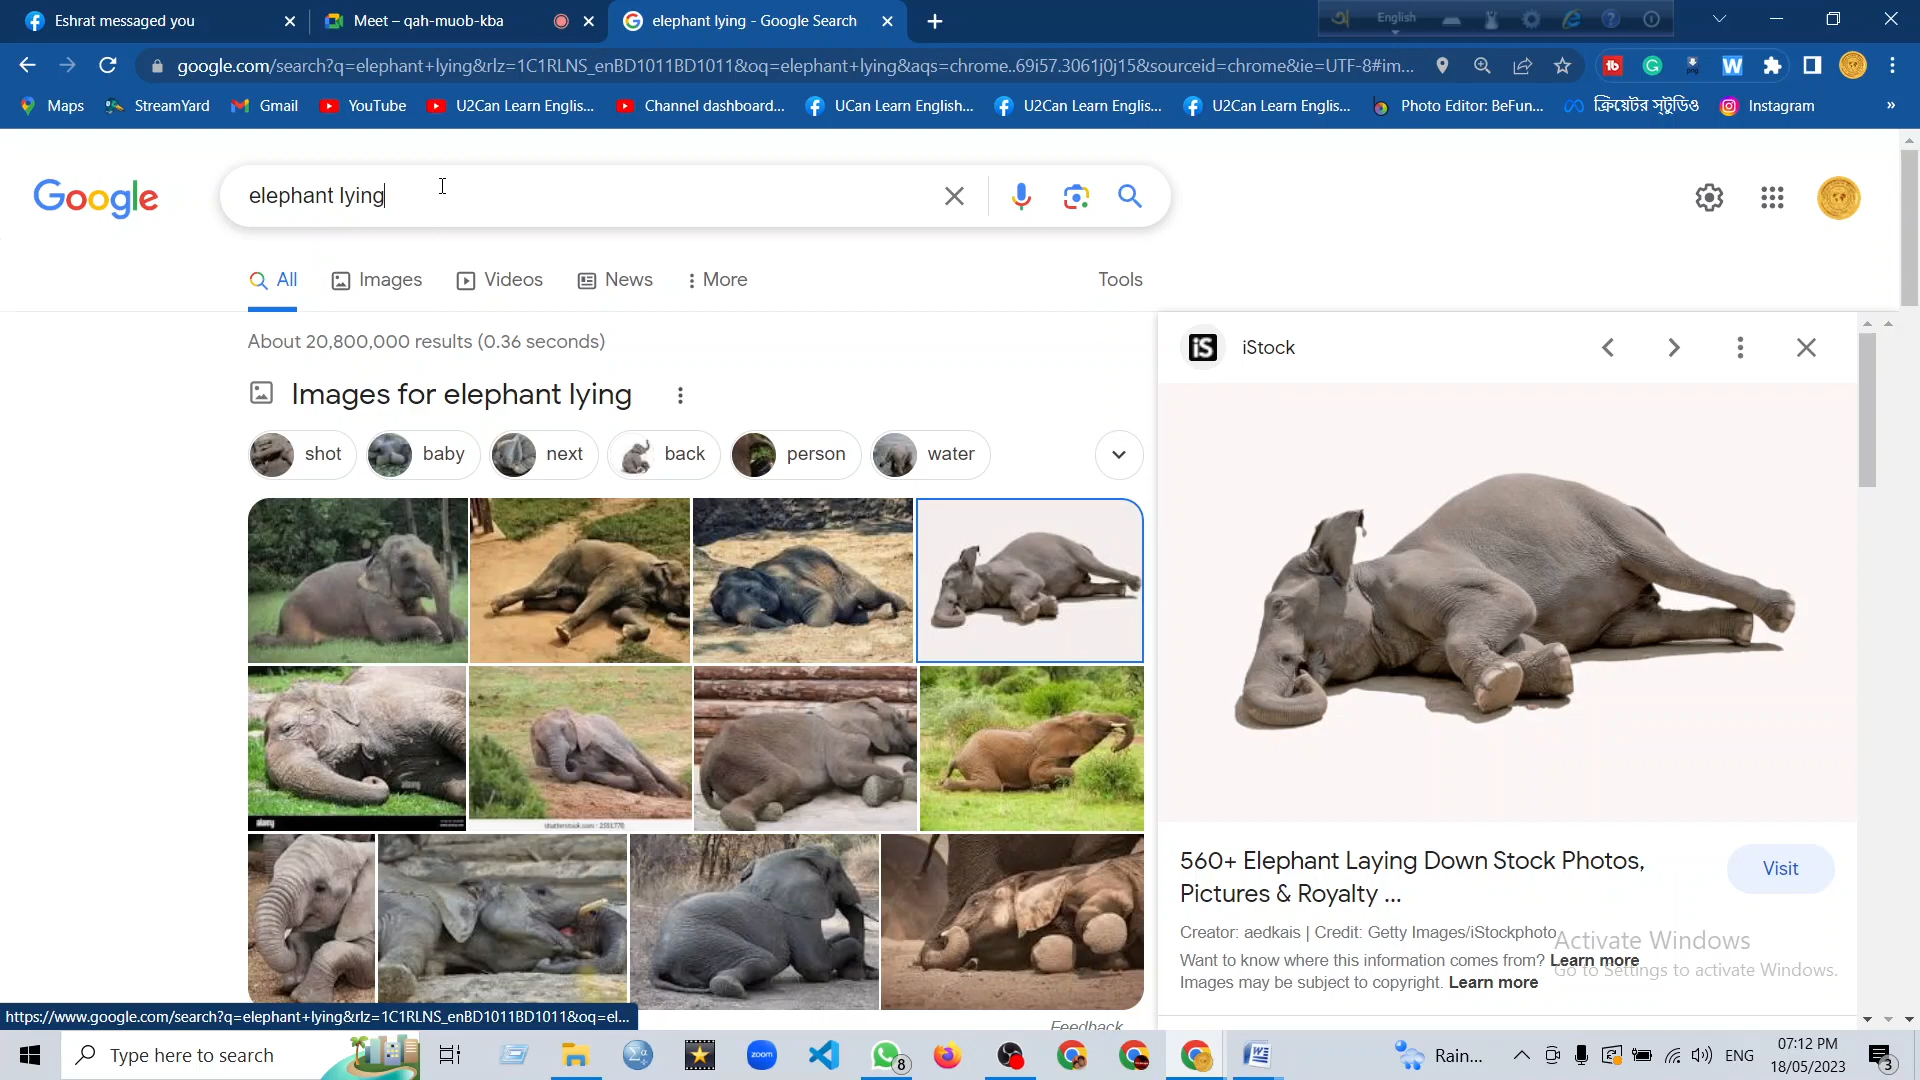 Eshrat messaged you
Meet – qah-muob-kba
elephant lying - Google Search
English
google.com/search?q=elephant+lying&rlz=1C1RLNS_enBD1011BD1011&oq=elephant+lying&aqs=chrome..69i57.3061j0j15&sourceid=chrome&ie=UTF-8#im...
Maps
StreamYard
Gmail
YouTube
U2Can Learn Englis...
Channel dashboard...
UCan Learn English...
U2Can Learn Englis...
U2Can Learn Englis...
Photo Editor: BeFun...
ক্রিয়েটর স্টুডিও
Instagram
»
Google
elephant lying
All
Images
Videos
News
More
Tools
About 20,800,000 results (0.36 seconds)
Images for elephant lying
shot
baby
next
back
person
water
iS
iStock
alamy
shutterstock.com
560+ Elephant Laying Down Stock Photos,
Pictures & Royalty ...
Visit
Creator: aedkais | Credit: Getty Images/iStockphoto
Want to know where this information comes from? Learn more
Images may be subject to copyright. Learn more
Activate Windows
Go to Settings to activate Windows.
Feedback
https://www.google.com/search?q=elephant+lying&rlz=1C1RLNS_enBD1011BD1011&oq=el...
Type here to search
zoom
8
Rain...
ENG
07:12 PM
18/05/2023
3